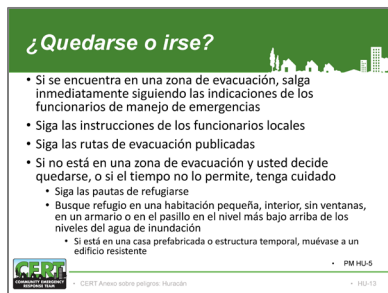 ¿Quedarse o irse?
• Si se encuentra en una zona de evacuación, salga
inmediatamente siguiendo las indicaciones de los
funcionarios de manejo de emergencias
• Siga las instrucciones de los funcionarios locales
• Siga las rutas de evacuación publicadas
• Si no está en una zona de evacuación y usted decide
quedarse, o si el tiempo no lo permite, tenga cuidado
• Siga las pautas de refugiarse
• Busque refugio en una habitación pequeña, interior, sin ventanas,
en un armario o en el pasillo en el nivel más bajo arriba de los
niveles del agua de inundación
• Si está en una casa prefabricada o estructura temporal, muévase a un
edificio resistente
• PM HU-5
CERT
COMMUNITY EMERGENCY
RESPONSE TEAM
• CERT Anexo sobre peligros: Huracán
• HU-13